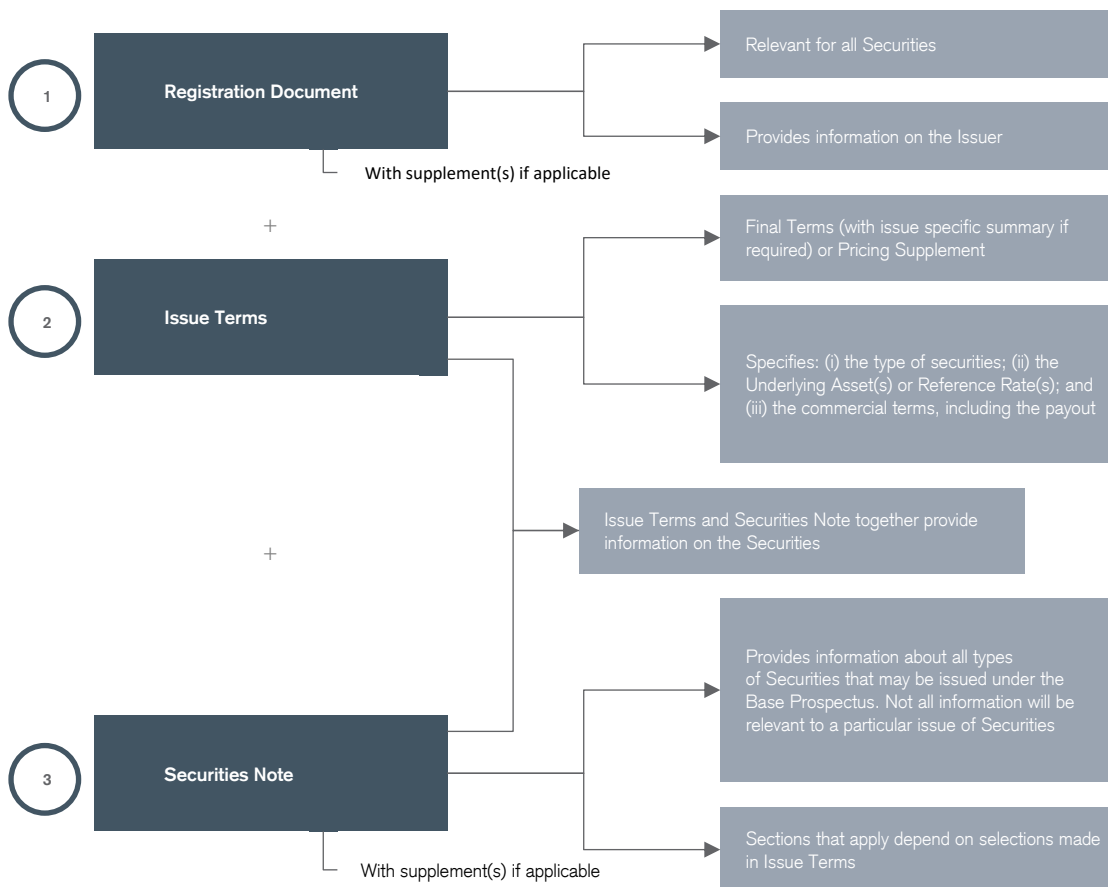 Relevant for all Securities
1
Registration Document
Provides information on the Issuer
With supplement(s) if applicable
+
Final Terms (with issue specific summary if
required) or Pricing Supplement
2
Issue Terms
Specifies: (i) the type of securities; (ii) the
Underlying Asset(s) or Reference Rate(s); and
(iii) the commercial terms, including the payout
Issue Terms and Securities Note together provide
information on the Securities
+
Provides information about all types
of Securities that may be issued under the
Base Prospectus. Not all information will be
relevant to a particular issue of Securities
3
Securities Note
Sections that apply depend on selections made
in Issue Terms
With supplement(s) if applicable